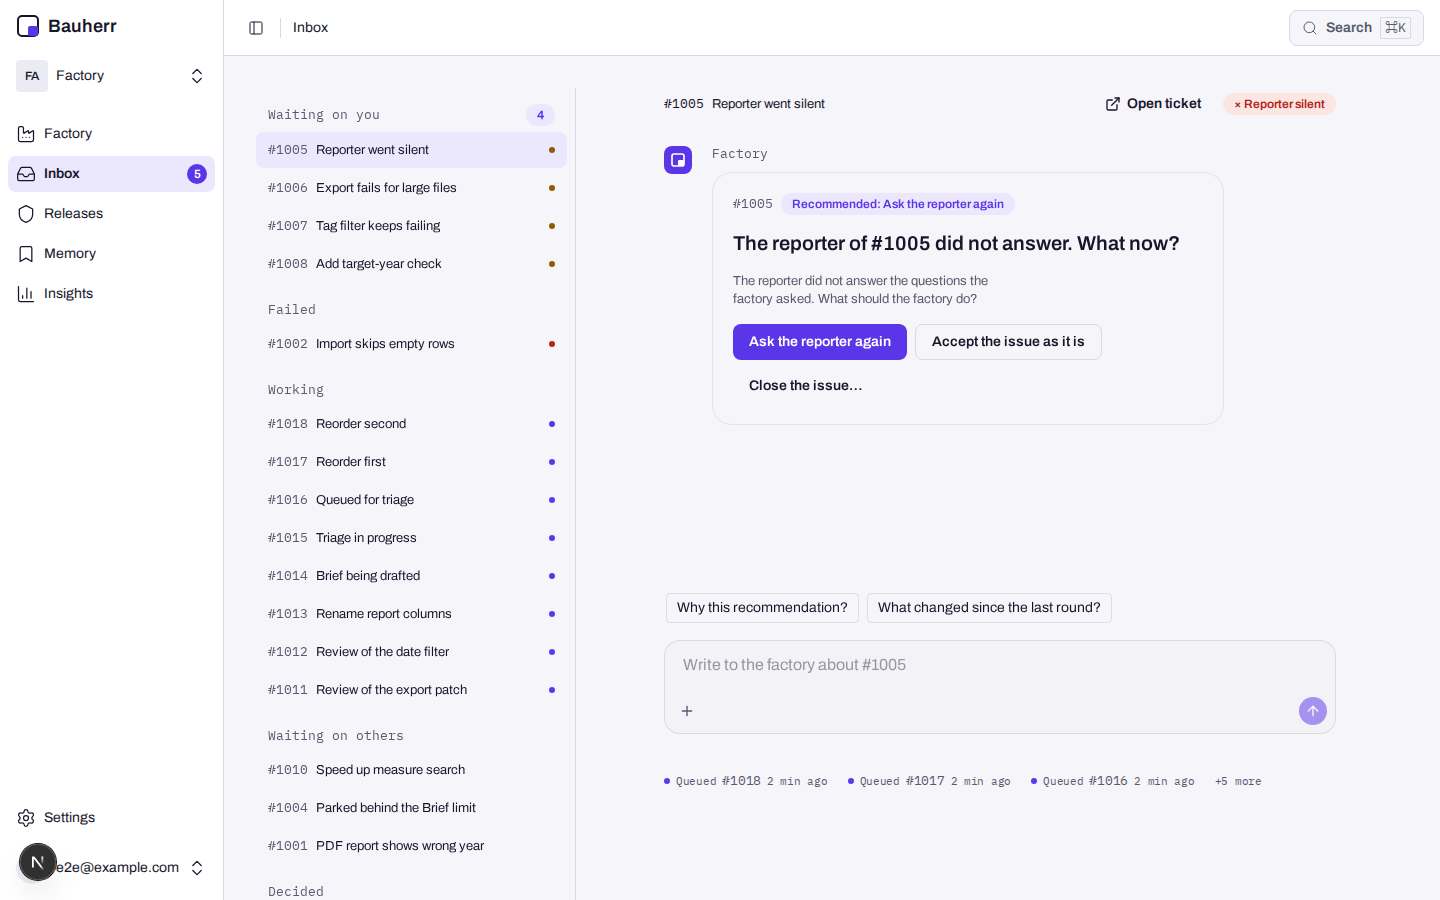 Bauherr
FA Factory
Factory
Inbox 5
Releases
Memory
Insights
Settings
N e2e@example.com
Inbox
Search ⌘K
Waiting on you 4
#1005 Reporter went silent
#1006 Export fails for large files
#1007 Tag filter keeps failing
#1008 Add target-year check
Failed
#1002 Import skips empty rows
Working
#1018 Reorder second
#1017 Reorder first
#1016 Queued for triage
#1015 Triage in progress
#1014 Brief being drafted
#1013 Rename report columns
#1012 Review of the date filter
#1011 Review of the export patch
Waiting on others
#1010 Speed up measure search
#1004 Parked behind the Brief limit
#1001 PDF report shows wrong year
Decided
#1005 Reporter went silent
Open ticket
× Reporter silent
Factory
#1005 Recommended: Ask the reporter again
The reporter of #1005 did not answer. What now?
The reporter did not answer the questions the
factory asked. What should the factory do?
Ask the reporter again
Accept the issue as it is
Close the issue…
Why this recommendation?
What changed since the last round?
Write to the factory about #1005
Queued #1018 2 min ago
Queued #1017 2 min ago
Queued #1016 2 min ago
+5 more